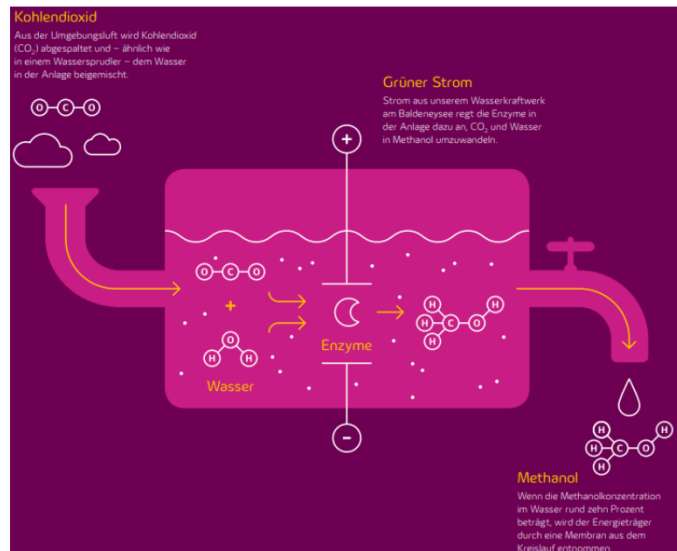 Kohlendioxid
Aus der Umgebungsluft wird Kohlendioxid
(CO₂) abgespaltet und – ähnlich wie
in einem Wassersprudler – dem Wasser
in der Anlage beigemischt.
O C O
Grüner Strom
Strom aus unserem Wasserkraftwerk
am Baldeneysee regt die Enzyme in
der Anlage dazu an, CO₂ und Wasser
in Methanol umzuwandeln.
+
O C O
+
O
H H
Wasser
Enzyme
H H
H C O
H
–
H H
H C O
H
Methanol
Wenn die Methanolkonzentration
im Wasser rund zehn Prozent
beträgt, wird der Energieträger
durch eine Membran aus dem
Kreislauf entnommen.